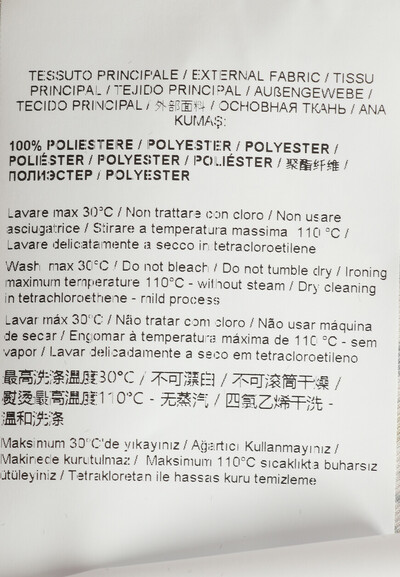 TESSUTO PRINCIPALE / EXTERNAL FABRIC / TISSU
PRINCIPAL / TEJIDO PRINCIPAL / AUßENGEWEBE /
TECIDO PRINCIPAL / 外部面料 / ОСНОВНАЯ ТКАНЬ / ANA
KUMAŞ:
100% POLIESTERE / POLYESTER / POLYESTER /
POLIÉSTER / POLYESTER / POLIÉSTER / 聚酯纤维 /
ПОЛИЭСТЕР / POLYESTER
Lavare max 30°C / Non trattare con cloro / Non usare
asciugatrice / Stirare a temperatura massima 110 °C /
Lavare delicatamente a secco in tetracloroetilene
Wash max 30°C / Do not bleach / Do not tumble dry / Ironing
maximum temperature 110°C - without steam / Dry cleaning
in tetrachloroethene - mild process
Lavar máx 30°C / Não tratar com cloro / Não usar máquina
de secar / Engomar à temperatura máxima de 110 °C - sem
vapor / Lavar delicadamente a seco em tetracloroetileno
最高洗涤温度30°C / 不可漂白 / 不可滚筒干燥 /
熨烫最高温度110°C - 无蒸汽 / 四氯乙烯干洗 -
温和洗涤
Maksimum 30°C'de yıkayınız / Ağartıcı Kullanmayınız /
Makinede kurutulmaz / Maksimum 110°C sıcaklıkta buharsız
ütüleyiniz / Tetrakloretan ile hassas kuru temizleme